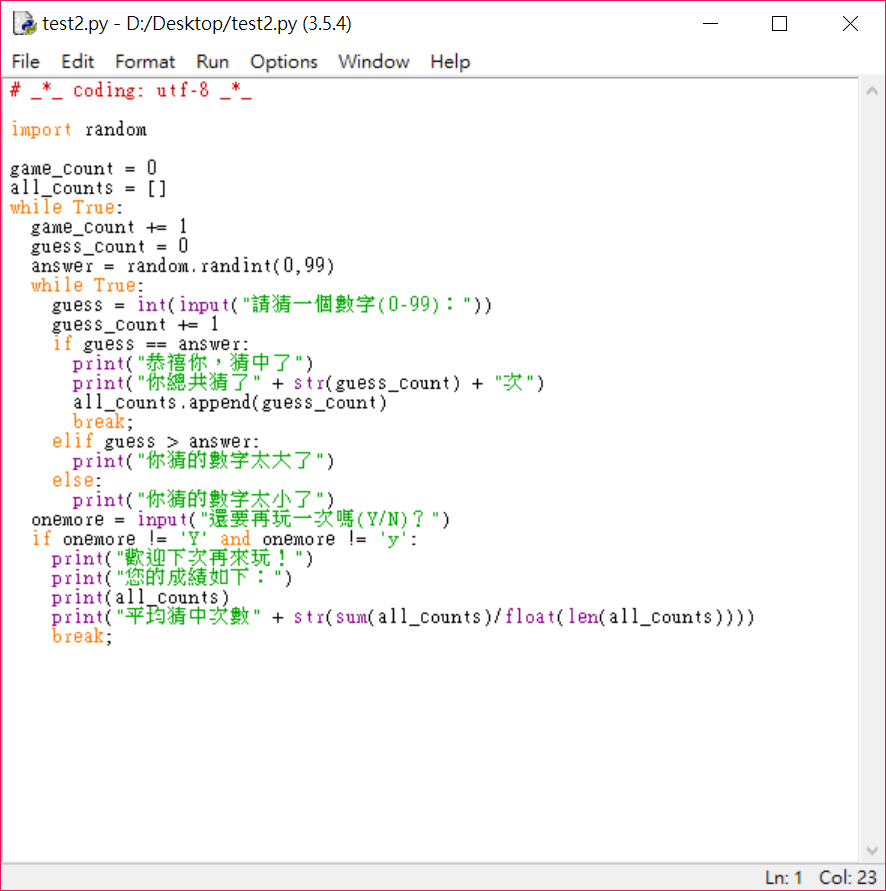 test2.py - D:/Desktop/test2.py (3.5.4)
File Edit Format Run Options Window Help
# _*_ coding: utf-8 _*_

import random

game_count = 0
all_counts = []
while True:
  game_count += 1
  guess_count = 0
  answer = random.randint(0,99)
  while True:
    guess = int(input("請猜一個數字(0-99)："))
    guess_count += 1
    if guess == answer:
      print("恭禧你，猜中了")
      print("你總共猜了" + str(guess_count) + "次")
      all_counts.append(guess_count)
      break;
    elif guess > answer:
      print("你猜的數字太大了")
    else:
      print("你猜的數字太小了")
  onemore = input("還要再玩一次嗎(Y/N)？")
  if onemore != 'Y' and onemore != 'y':
    print("歡迎下次再來玩！")
    print("您的成績如下：")
    print(all_counts)
    print("平均猜中次數" + str(sum(all_counts)/float(len(all_counts))))
    break;
Ln: 1 Col: 23